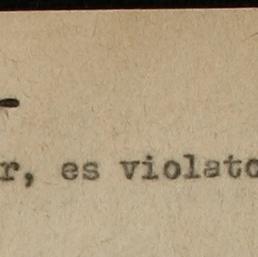 r, es violato